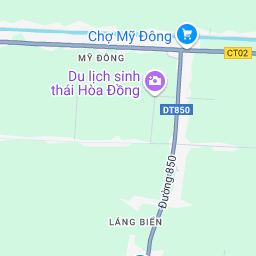 Chợ Mỹ Đông
CT02
MỸ ĐÔNG
Du lịch sinh
thái Hòa Đồng
DT850
Đường 850
LÁNG BIỂN